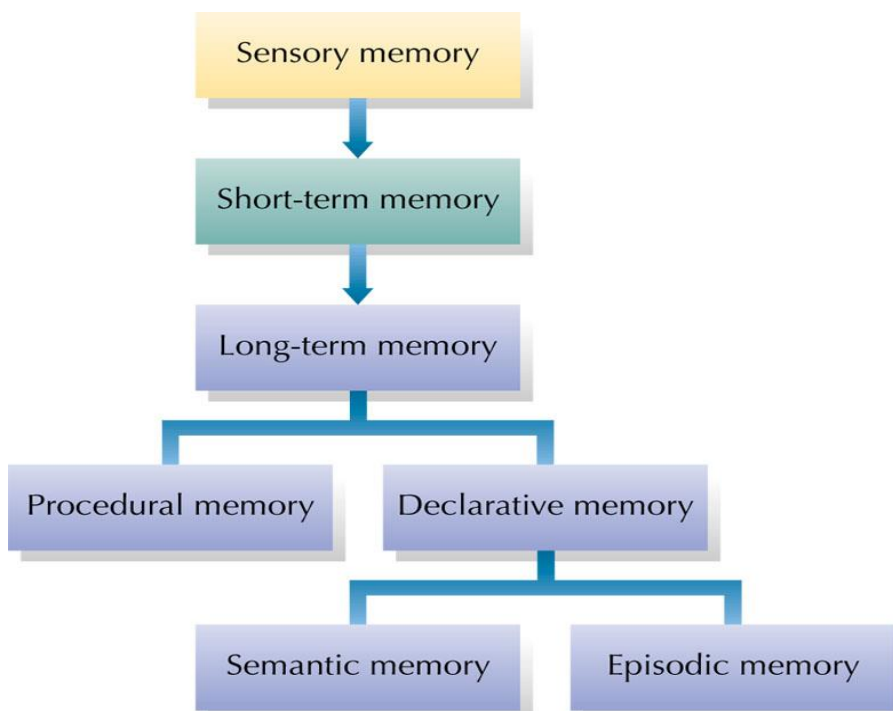 Sensory memory
Short-term memory
Long-term memory
Procedural memory
Declarative memory
Semantic memory
Episodic memory